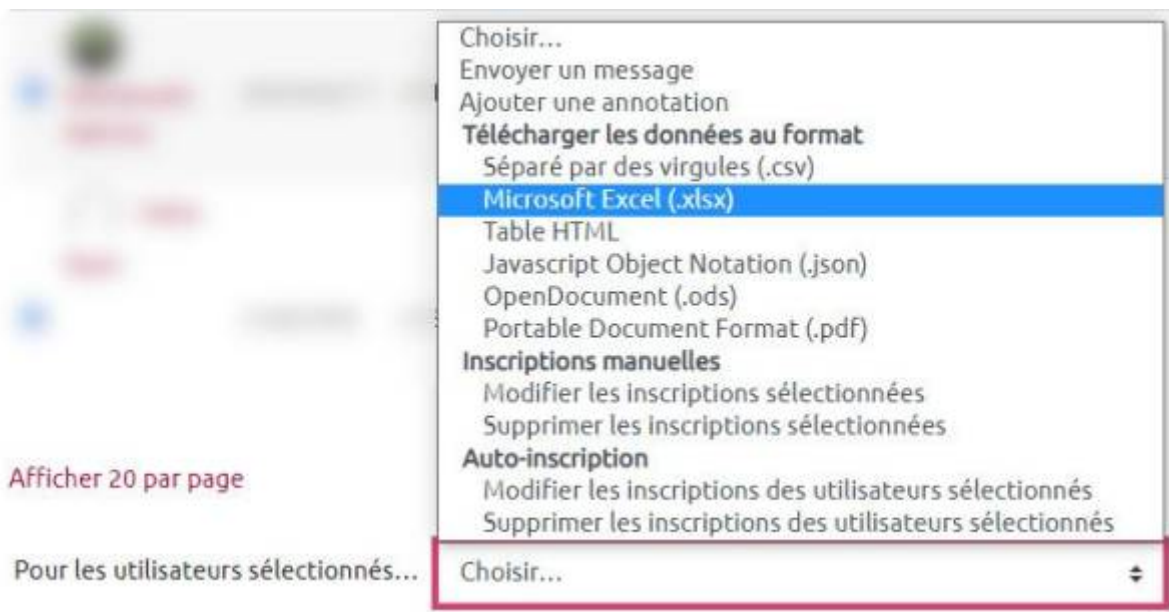 Choisir...
Envoyer un message
Ajouter une annotation
Télécharger les données au format
Séparé par des virgules (.csv)
Microsoft Excel (.xlsx)
Table HTML
Javascript Object Notation (.json)
OpenDocument (.ods)
Portable Document Format (.pdf)
Inscriptions manuelles
Modifier les inscriptions sélectionnées
Supprimer les inscriptions sélectionnées
Auto-inscription
Modifier les inscriptions des utilisateurs sélectionnés
Supprimer les inscriptions des utilisateurs sélectionnés
Afficher 20 par page
Pour les utilisateurs sélectionnés... Choisir...